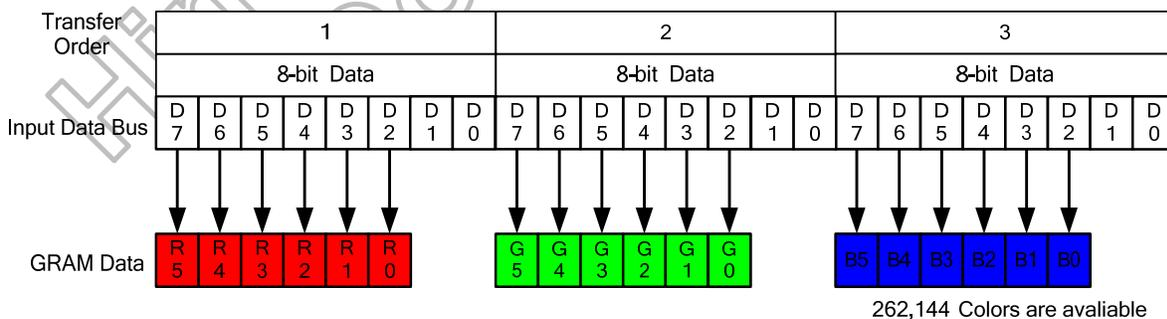 Transfer Order 1 2 3
8-bit Data 8-bit Data 8-bit Data
Input Data Bus D7 D6 D5 D4 D3 D2 D1 D0 D7 D6 D5 D4 D3 D2 D1 D0 D7 D6 D5 D4 D3 D2 D1 D0
GRAM Data R5 R4 R3 R2 R1 R0 G5 G4 G3 G2 G1 G0 B5 B4 B3 B2 B1 B0
262,144 Colors are avaliable